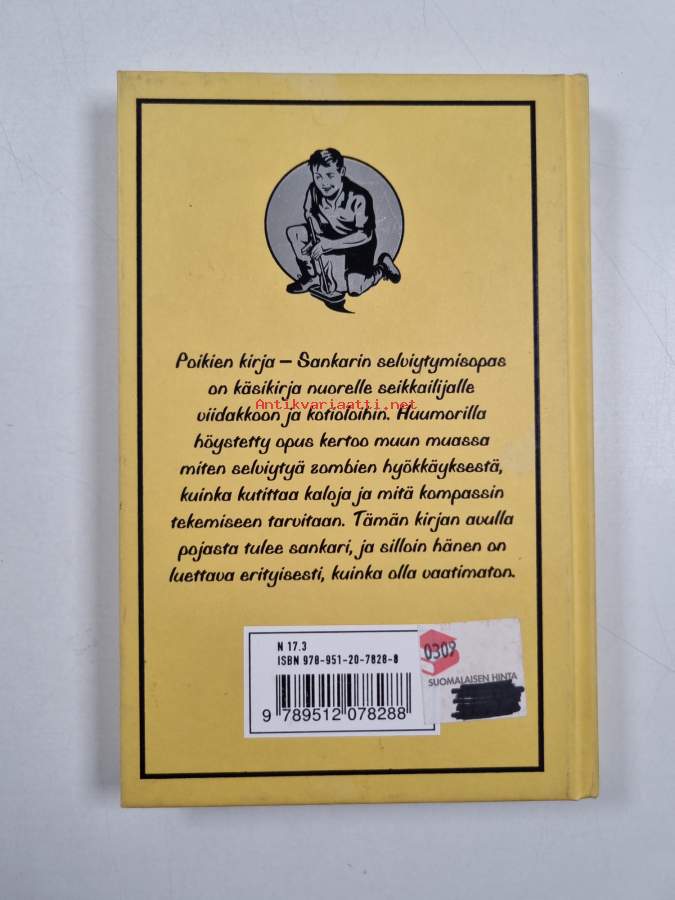 Poikien kirja – Sankarin selviytymisopas
on käsikirja nuorelle seikkailijalle
viidakkoon ja kotioloihin. Huumorilla
Antikvariaatti.net
höystetty opus kertoo muun muassa
miten selviytyä zombien hyökkäyksestä,
kuinka kutittaa kaloja ja mitä kompassin
tekemiseen tarvitaan. Tämän kirjan avulla
pojasta tulee sankari, ja silloin hänen on
luettava erityisesti, kuinka olla vaatimaton.
N 17.3
ISBN 978-951-20-7828-8
9 789512 078288
0309
SUOMALAISEN HINTA